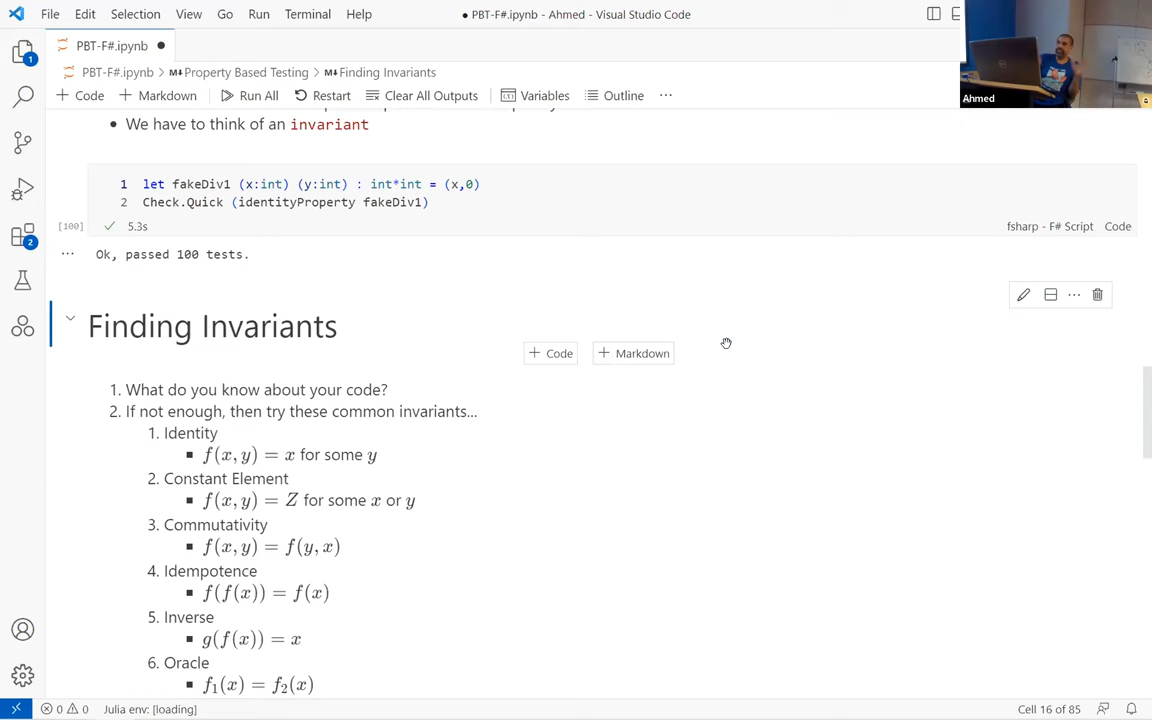 File Edit Selection View Go Run Terminal Help
● PBT-F#.ipynb - Ahmed - Visual Studio Code
PBT-F#.ipynb ●
PBT-F#.ipynb > Property Based Testing > Finding Invariants
+ Code + Markdown Run All Restart Clear All Outputs Variables Outline ...
Ahmed
• We have to think of an invariant
1 let fakeDiv1 (x:int) (y:int) : int*int = (x,0)
2 Check.Quick (identityProperty fakeDiv1)
[100] ✓ 5.3s fsharp - F# Script Code
... Ok, passed 100 tests.
Finding Invariants
+ Code + Markdown
1. What do you know about your code?
2. If not enough, then try these common invariants...
1. Identity
▪ f(x, y) = x for some y
2. Constant Element
▪ f(x, y) = Z for some x or y
3. Commutativity
▪ f(x, y) = f(y, x)
4. Idempotence
▪ f(f(x)) = f(x)
5. Inverse
▪ g(f(x)) = x
6. Oracle
▪ f₁(x) = f₂(x)
1
2
0 0 Julia env: [loading] Cell 16 of 85